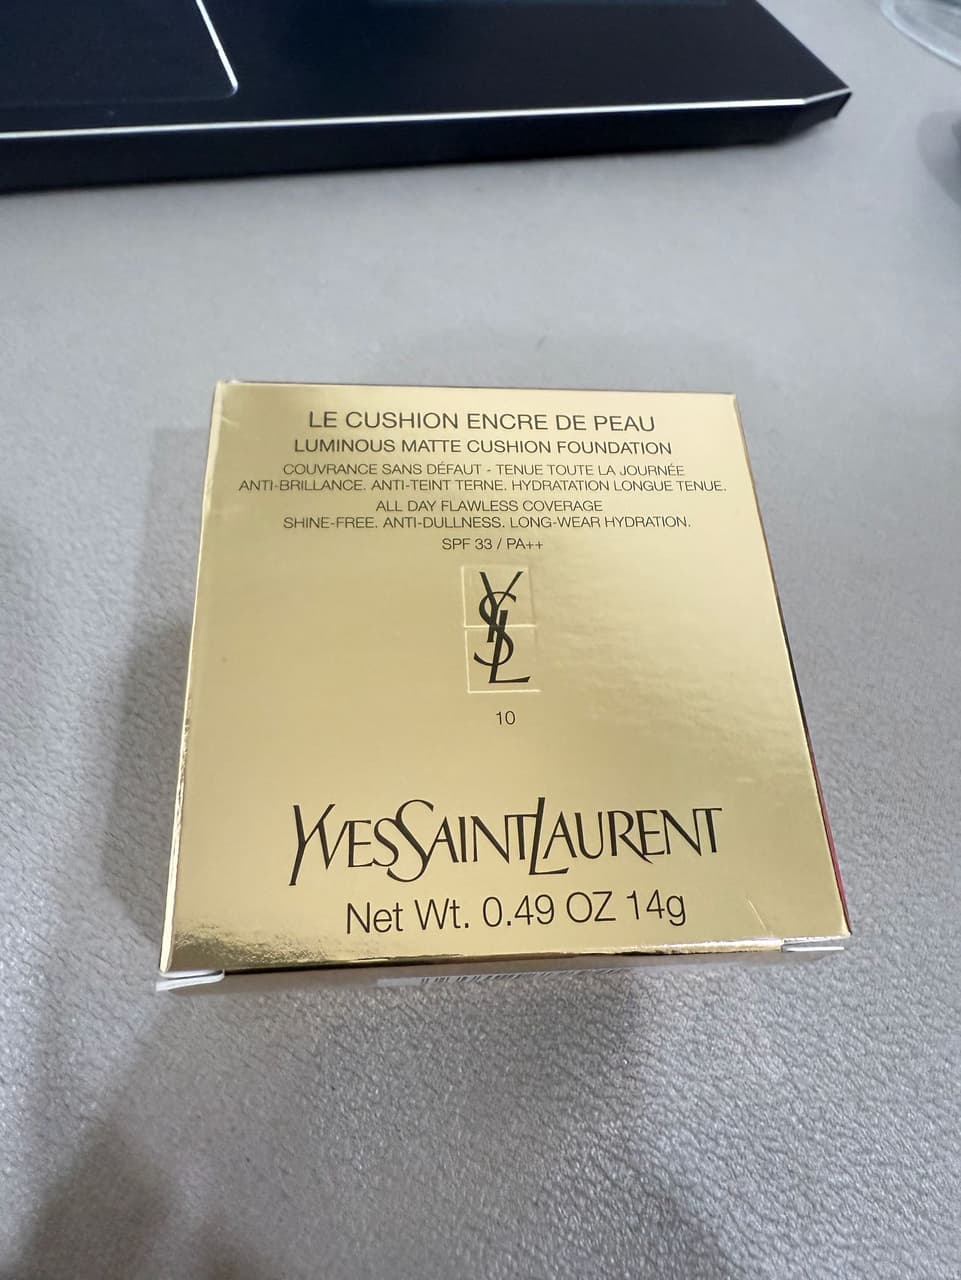 LE CUSHION ENCRE DE PEAU
LUMINOUS MATTE CUSHION FOUNDATION
COUVRANCE SANS DÉFAUT - TENUE TOUTE LA JOURNÉE
ANTI-BRILLANCE. ANTI-TEINT TERNE. HYDRATATION LONGUE TENUE.
ALL DAY FLAWLESS COVERAGE
SHINE-FREE. ANTI-DULLNESS. LONG-WEAR HYDRATION.
SPF 33 / PA++
YSL
10
YVESSAINTLAURENT
Net Wt. 0.49 OZ 14g